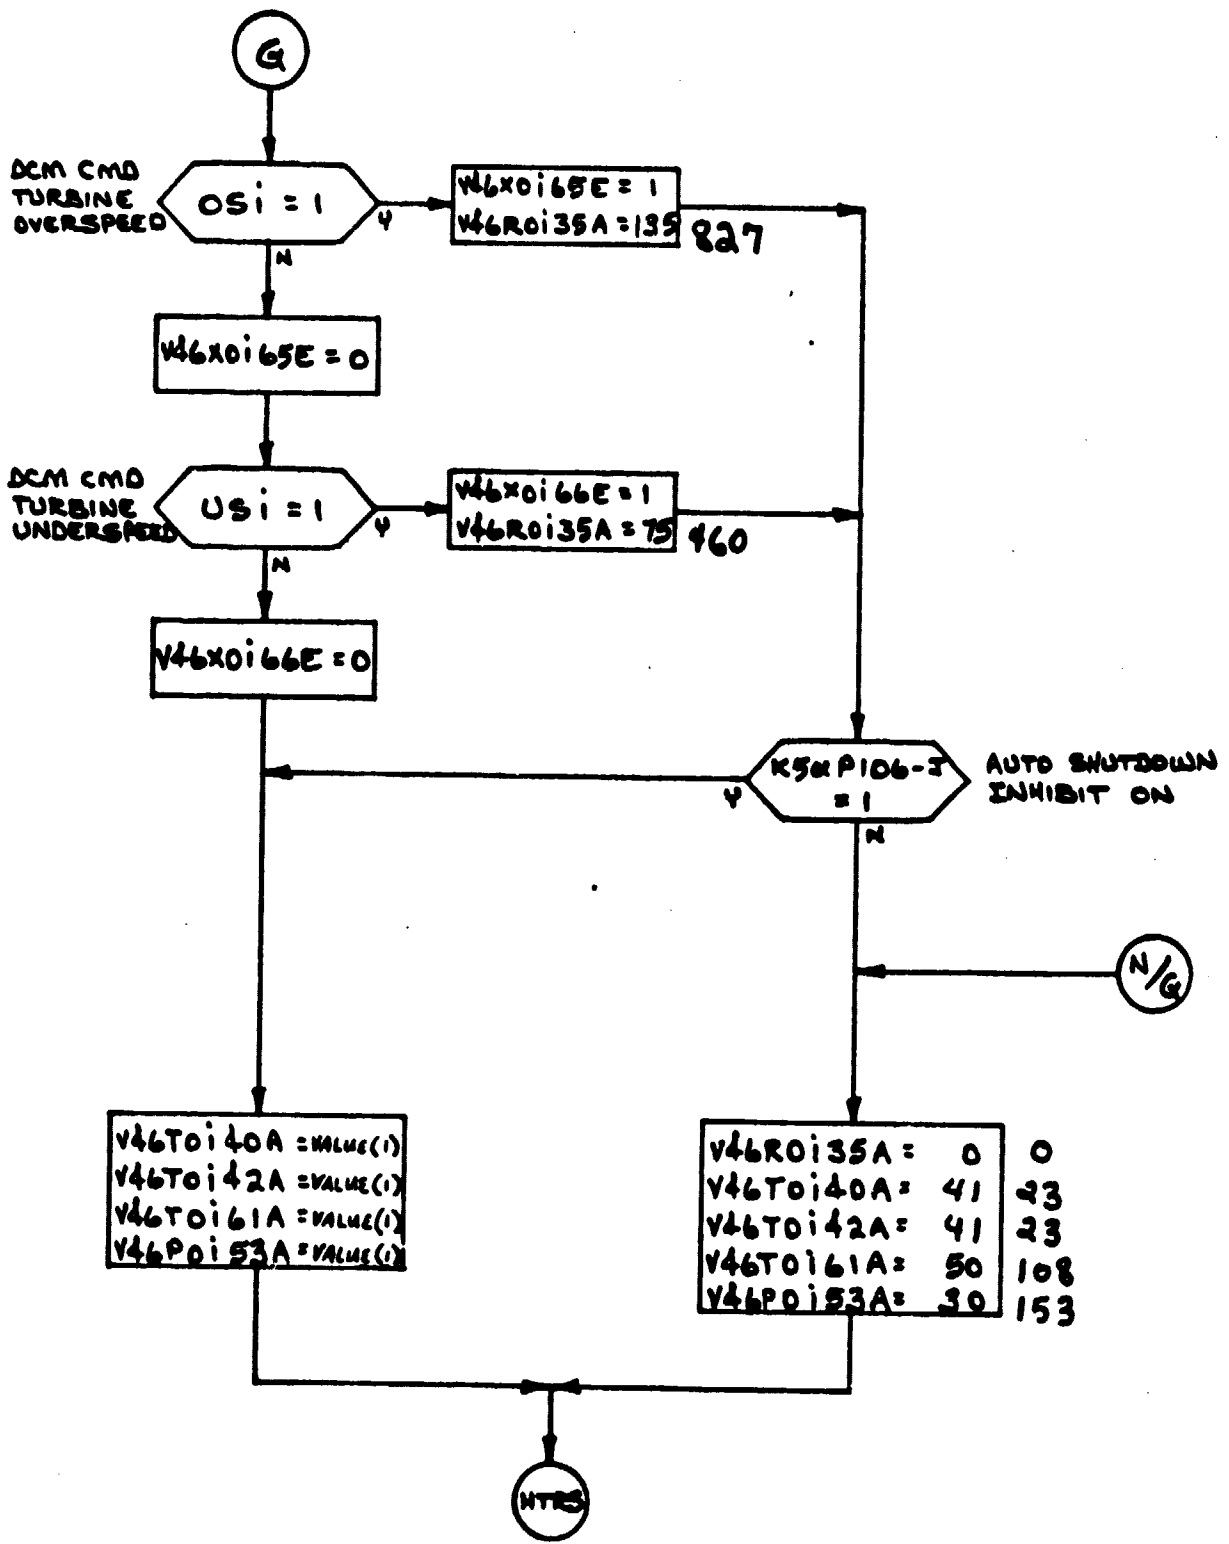 G
DCM CMD
TURBINE
OVERSPEED
OSi = 1
Y
N
V46X0i65E = 1
V46R0i35A = 135
827
V46X0i65E = 0
DCM CMD
TURBINE
UNDERSPEED
USi = 1
Y
N
V46X0i66E = 1
V46R0i35A = 75
460
V46X0i66E = 0
K5αP106-J
= 1
Y
N
AUTO SHUTDOWN
INHIBIT ON
N/G
V46T0i40A = VALUE(1)
V46T0i42A = VALUE(1)
V46T0i61A = VALUE(1)
V46P0i53A = VALUE(1)
V46R0i35A = 0 0
V46T0i40A = 41 23
V46T0i42A = 41 23
V46T0i61A = 50 108
V46P0i53A = 30 153
HTRS